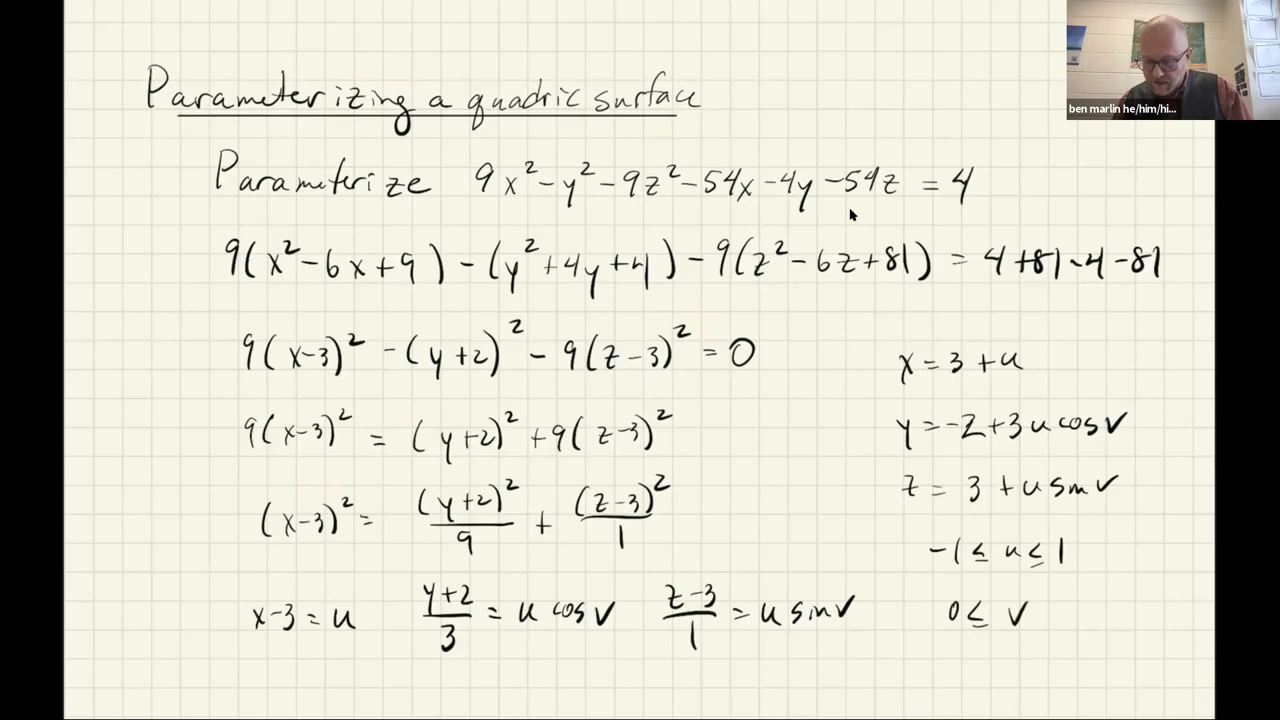 ben marlin he/him/hi...
Parameterizing a quadric surface
Parameterize 9x² - y² - 9z² - 54x - 4y - 54z = 4
9(x² - 6x + 9) - (y² + 4y + 4) - 9(z² - 6z + 81) = 4 + 81 - 4 - 81
9(x-3)² - (y+2)² - 9(z-3)² = 0
x = 3 + u
9(x-3)² = (y+2)² + 9(z-3)²
y = -2 + 3u cos v
(x-3)² = (y+2)²/9 + (z-3)²/1
z = 3 + u sin v
-1 ≤ u ≤ 1
x-3 = u    (y+2)/3 = u cos v    (z-3)/1 = u sin v
0 ≤ v